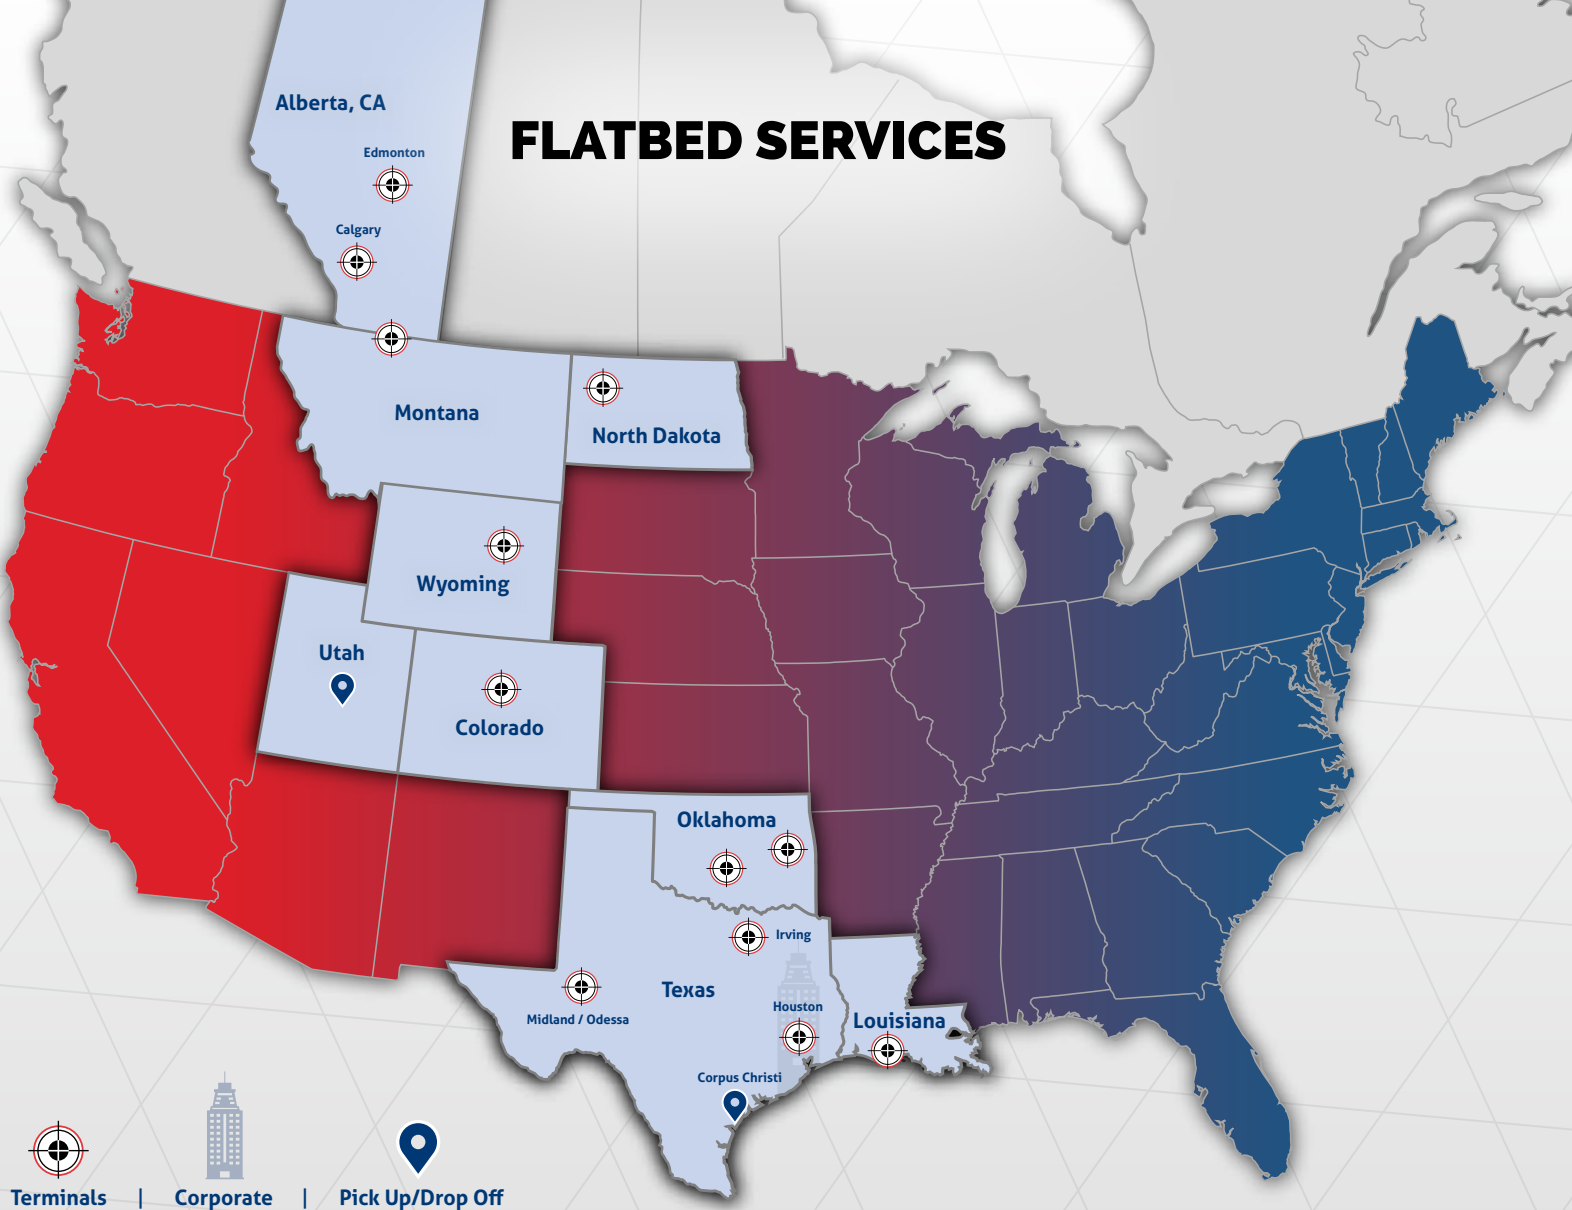 FLATBED SERVICES
Alberta, CA
Edmonton
Calgary
Montana
North Dakota
Wyoming
Utah
Colorado
Oklahoma
Irving
Texas
Midland / Odessa
Houston
Louisiana
Corpus Christi
Terminals | Corporate | Pick Up/Drop Off